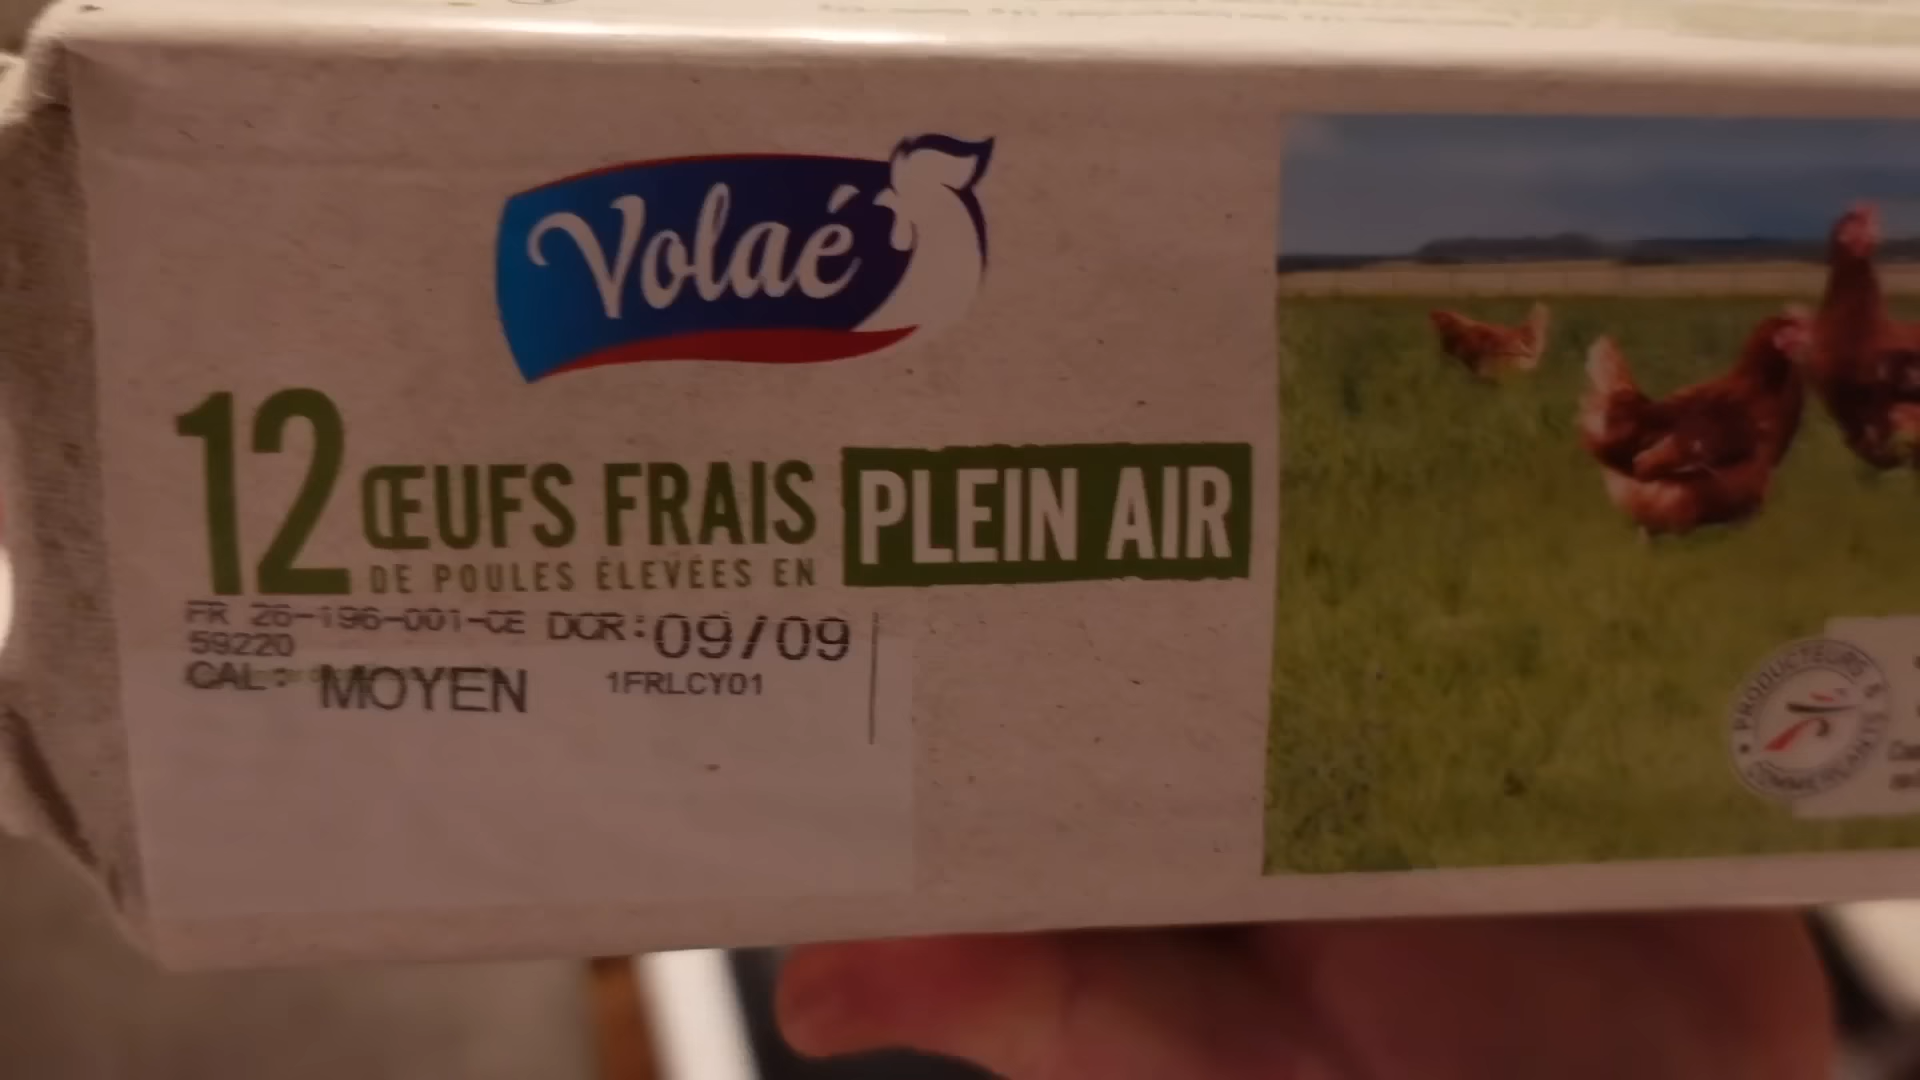 Volaé
12 ŒUFS FRAIS PLEIN AIR
DE POULES ÉLEVÉES EN
FR 26-196-001-CE DCR: 09/09
59220
CAL: MOYEN 1FRLCY01
• PRODUCTEURS &
COMMERÇANTS